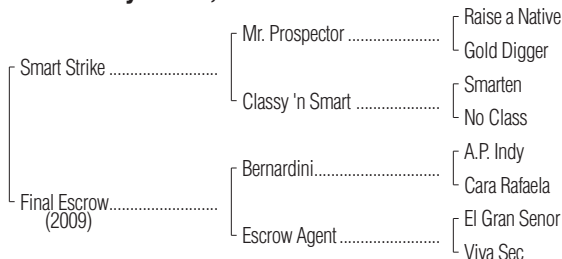 Raise a Native
Mr. Prospector ..................
Gold Digger
Smart Strike ........................
Smarten
Classy 'n Smart ..................
No Class
A.P. Indy
Bernardini...........................
Cara Rafaela
Final Escrow........................
(2009)
El Gran Senor
Escrow Agent......................
Viva Sec